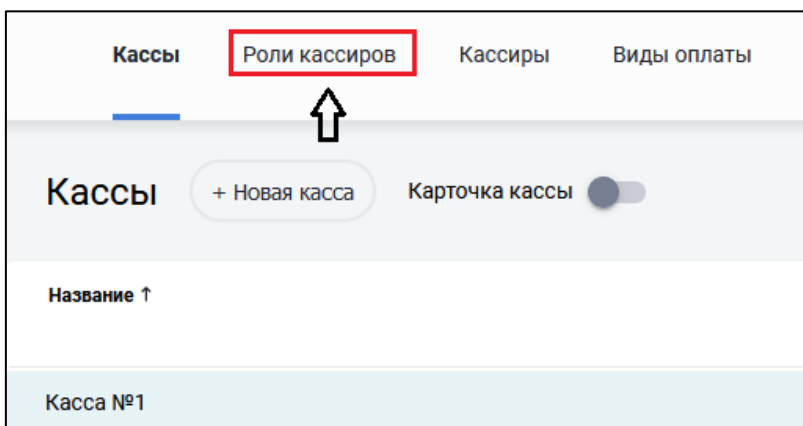 Кассы Роли кассиров Кассиры Виды оплаты
Кассы + Новая касса Карточка кассы
Название ↑
Касса №1